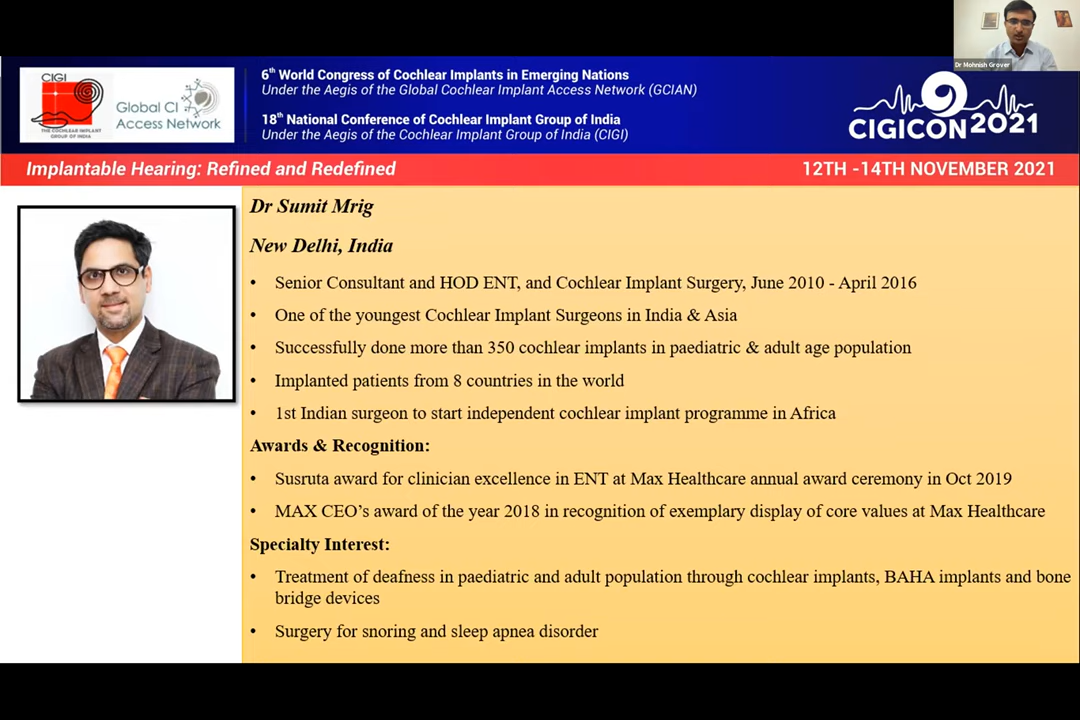 Dr Mohnish Grover
CIGI
THE COCHLEAR IMPLANT
GROUP OF INDIA
Global CI
Access Network
6th World Congress of Cochlear Implants in Emerging Nations
Under the Aegis of the Global Cochlear Implant Access Network (GCIAN)
18th National Conference of Cochlear Implant Group of India
Under the Aegis of the Cochlear Implant Group of India (CIGI)
CIGICON 2021
Implantable Hearing: Refined and Redefined
12TH -14TH NOVEMBER 2021
Dr Sumit Mrig
New Delhi, India
• Senior Consultant and HOD ENT, and Cochlear Implant Surgery, June 2010 - April 2016
• One of the youngest Cochlear Implant Surgeons in India & Asia
• Successfully done more than 350 cochlear implants in paediatric & adult age population
• Implanted patients from 8 countries in the world
• 1st Indian surgeon to start independent cochlear implant programme in Africa
Awards & Recognition:
• Susruta award for clinician excellence in ENT at Max Healthcare annual award ceremony in Oct 2019
• MAX CEO's award of the year 2018 in recognition of exemplary display of core values at Max Healthcare
Specialty Interest:
• Treatment of deafness in paediatric and adult population through cochlear implants, BAHA implants and bone
bridge devices
• Surgery for snoring and sleep apnea disorder